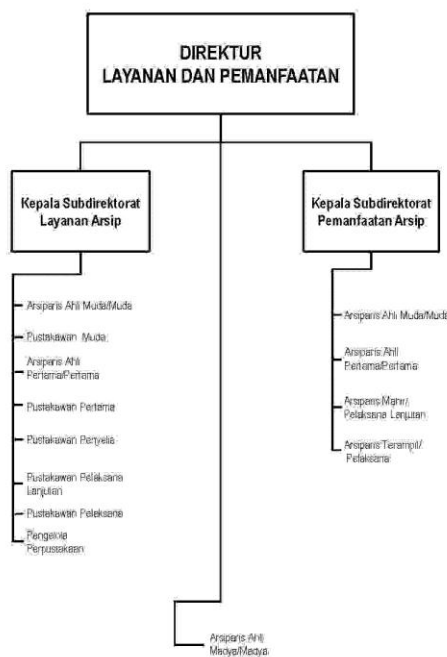 DIREKTUR
LAYANAN DAN PEMANFAATAN
Kepala Subdirektorat
Layanan Arsip
Arsiparis Ahli Muda/Muda
Pustakawan Muda
Arsiparis Ahli
Pertama/Pertama
Pustakawan Pertama
Pustakawan Penyelia
Pustakawan Pelaksana
Lanjutan
Pustakawan Pelaksana
Pengelola
Perpustakaan
Kepala Subdirektorat
Pemanfaatan Arsip
Arsiparis Ahli Muda/Muda
Arsiparis Ahli
Pertama/Pertama
Arsiparis Mahir/
Pelaksana Lanjutan
Arsiparis Terampil/
Pelaksana
Arsiparis Ahli
Madya/Madya